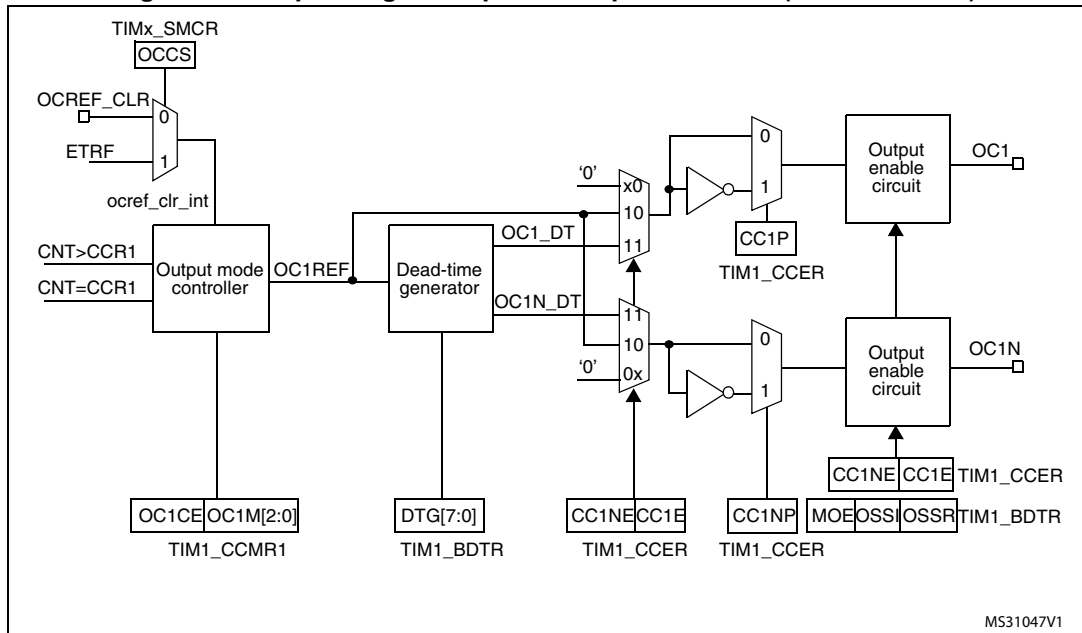 TIMx_SMCR
OCCS
OCREF_CLR
0
ETRF
1
ocref_clr_int
CNT>CCR1
CNT=CCR1
Output mode
controller
OC1REF
Dead-time
generator
OC1_DT
OC1N_DT
'0'
x0
10
11
11
10
'0'
0x
0
1
CC1P
TIM1_CCER
0
1
Output
enable
circuit
OC1
Output
enable
circuit
OC1N
CC1NE CC1E TIM1_CCER
OC1CE OC1M[2:0]
TIM1_CCMR1
DTG[7:0]
TIM1_BDTR
CC1NE CC1E
TIM1_CCER
CC1NP
TIM1_CCER
MOE OSSI OSSR TIM1_BDTR
MS31047V1